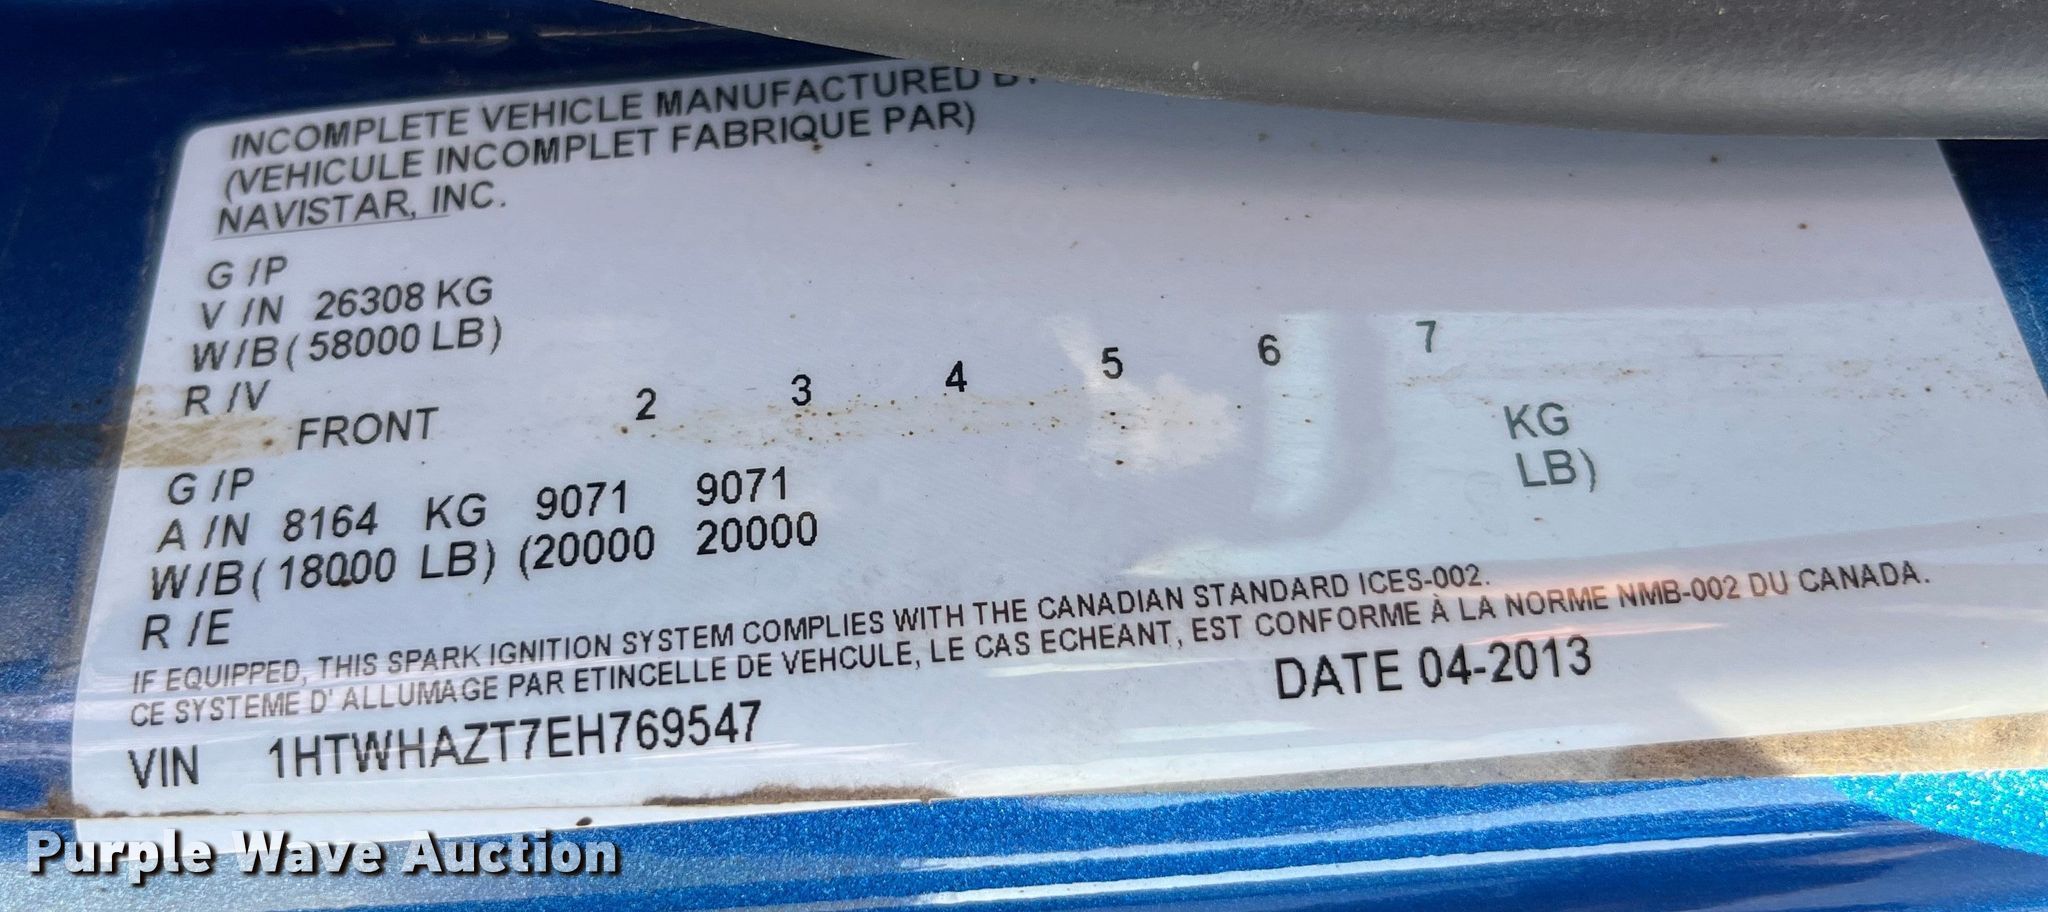 INCOMPLETE VEHICLE MANUFACTURED BY
(VEHICULE INCOMPLET FABRIQUE PAR)
NAVISTAR, INC.
G /P
V /N 26308 KG
W/B( 58000 LB)
R /V
FRONT 2 3 4 5 6 7
G /P
A /N 8164 KG 9071 9071 KG
W/B( 18000 LB) (20000 20000 LB)
R /E
IF EQUIPPED, THIS SPARK IGNITION SYSTEM COMPLIES WITH THE CANADIAN STANDARD ICES-002.
CE SYSTEME D' ALLUMAGE PAR ETINCELLE DE VEHCULE, LE CAS ECHEANT, EST CONFORME À LA NORME NMB-002 DU CANADA.
VIN 1HTWHAZT7EH769547 DATE 04-2013
Purple Wave Auction